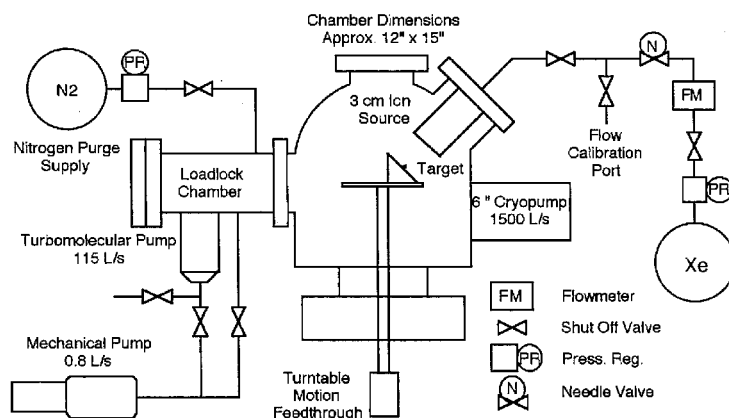 Chamber Dimensions
Approx. 12" x 15"
PR
N2
N
FM
3 cm Icn
Source
Nitrogen Purge
Supply
Flow
Calibration
Port
Target
Loadlock
Chamber
PR
6 " Cryopump
1500 L/s
Turbomolecular Pump
115 L/s
Xe
FM
Flowmeter
Shut Off Valve
Mechanical Pump
0.8 L/s
PR
Press. Reg.
Turntable
Motion
Feedthrough
N
Needle Valve